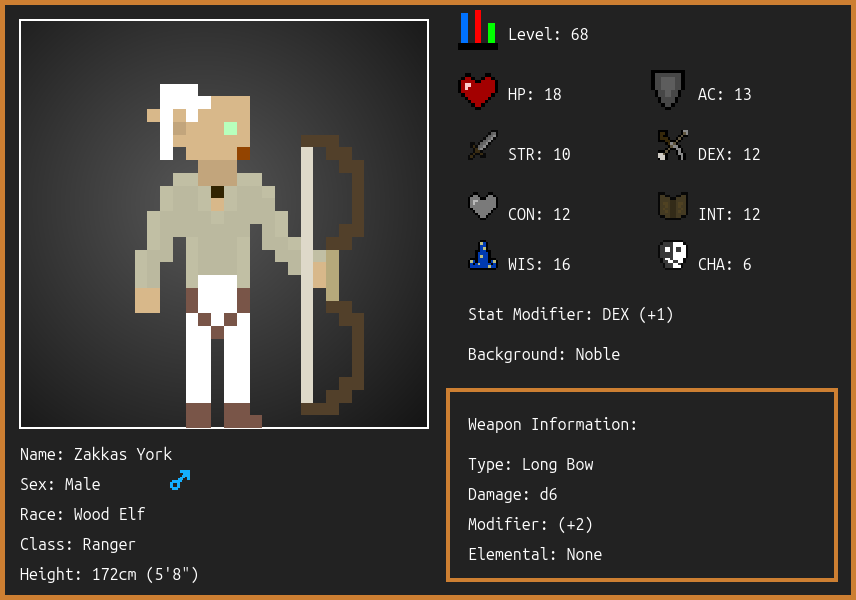 Level: 68
HP: 18
AC: 13
STR: 10
DEX: 12
CON: 12
INT: 12
WIS: 16
CHA: 6
Stat Modifier: DEX (+1)
Background: Noble
Weapon Information:
Type: Long Bow
Damage: d6
Modifier: (+2)
Elemental: None
Name: Zakkas York
Sex: Male
Race: Wood Elf
Class: Ranger
Height: 172cm (5'8")